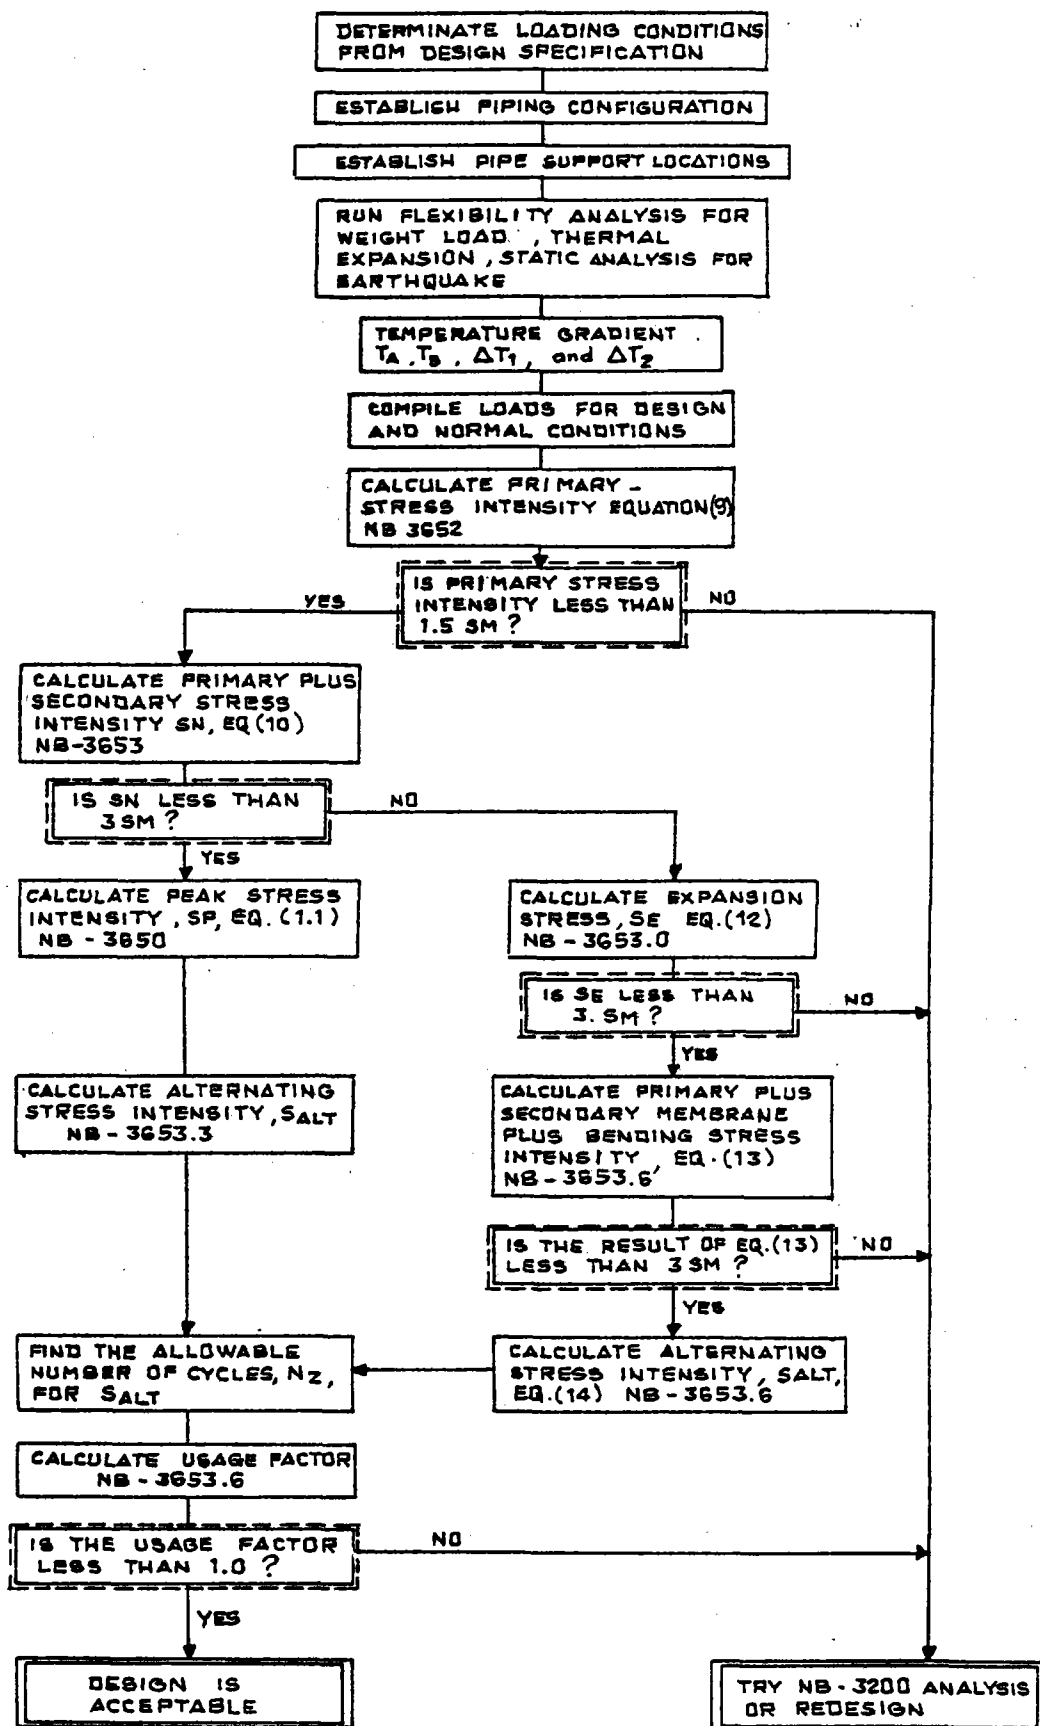 DETERMINATE LOADING CONDITIONS
FROM DESIGN SPECIFICATION
ESTABLISH PIPING CONFIGURATION
ESTABLISH PIPE SUPPORT LOCATIONS
RUN FLEXIBILITY ANALYSIS FOR
WEIGHT LOAD, THERMAL
EXPANSION, STATIC ANALYSIS FOR
EARTHQUAKE
TEMPERATURE GRADIENT
TA, TB, ΔT1, and ΔT2
COMPILE LOADS FOR DESIGN
AND NORMAL CONDITIONS
CALCULATE PRIMARY -
STRESS INTENSITY EQUATION(9)
NB 3652
IS PRIMARY STRESS
INTENSITY LESS THAN
1.5 SM ?
YES
NO
CALCULATE PRIMARY PLUS
SECONDARY STRESS
INTENSITY SN, EQ(10)
NB-3653
IS SN LESS THAN
3SM ?
NO
YES
CALCULATE PEAK STRESS
INTENSITY, SP, EQ. (1.1)
NB - 3650
CALCULATE EXPANSION
STRESS, SE EQ.(12)
NB - 3653.0
IS SE LESS THAN
3. SM ?
NO
YES
CALCULATE ALTERNATING
STRESS INTENSITY, SALT
NB - 3653.3
CALCULATE PRIMARY PLUS
SECONDARY MEMBRANE
PLUS BENDING STRESS
INTENSITY, EQ.(13)
NB - 3653.6
IS THE RESULT OF EQ.(13)
LESS THAN 3 SM ?
NO
YES
FIND THE ALLOWABLE
NUMBER OF CYCLES, NZ,
FOR SALT
CALCULATE ALTERNATING
STRESS INTENSITY, SALT,
EQ.(14) NB - 3653.6
CALCULATE USAGE FACTOR
NB - 3653.6
IS THE USAGE FACTOR
LESS THAN 1.0 ?
NO
YES
DESIGN IS
ACCEPTABLE
TRY NB - 3200 ANALYSIS
OR REDESIGN